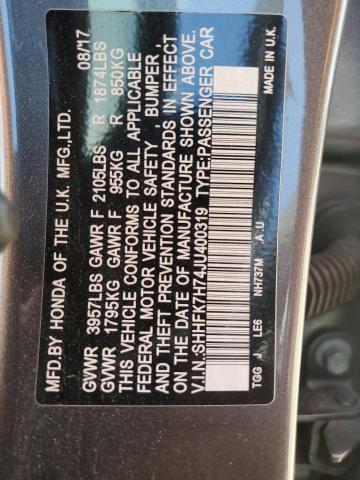 MFD.BY HONDA OF THE U.K. MFG.,LTD. 08/17
GVWR 3957LBS GAWR F 2105LBS R 1874LBS
GVWR 1795KG GAWR F 955KG R 850KG
THIS VEHICLE CONFORMS TO ALL APPLICABLE
FEDERAL MOTOR VEHICLE SAFETY , BUMPER ,
THEFT PREVENTION STANDARDS IN EFFECT
ON THE DATE OF MANUFACTURE SHOWN ABOVE.
V.I.N.:SHHFK7H74JU400319 TYPE:PASSENGER CAR
TGG J LE6 NH737M .A:U MADE IN U.K.